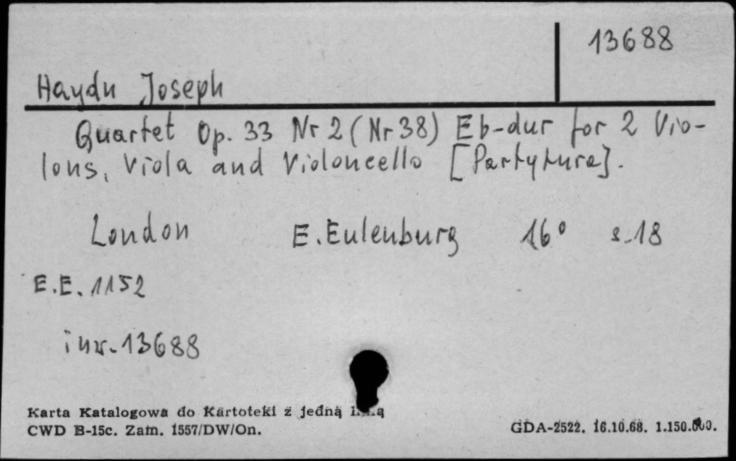 13688
Haydn Joseph
Quartet Op. 33 Nr 2 (Nr 38) Eb-dur for 2 Vio-
lons, Viola and Violoncello [Partytura].
London E. Eulenburg 16° s. 18
E.E. 1152
inw. 13688
Karta Katalogowa do Kartoteki z jedną
CWD B-15c. Zam. 1557/DW/On. GDA-2522. 16.10.68. 1.150.000.